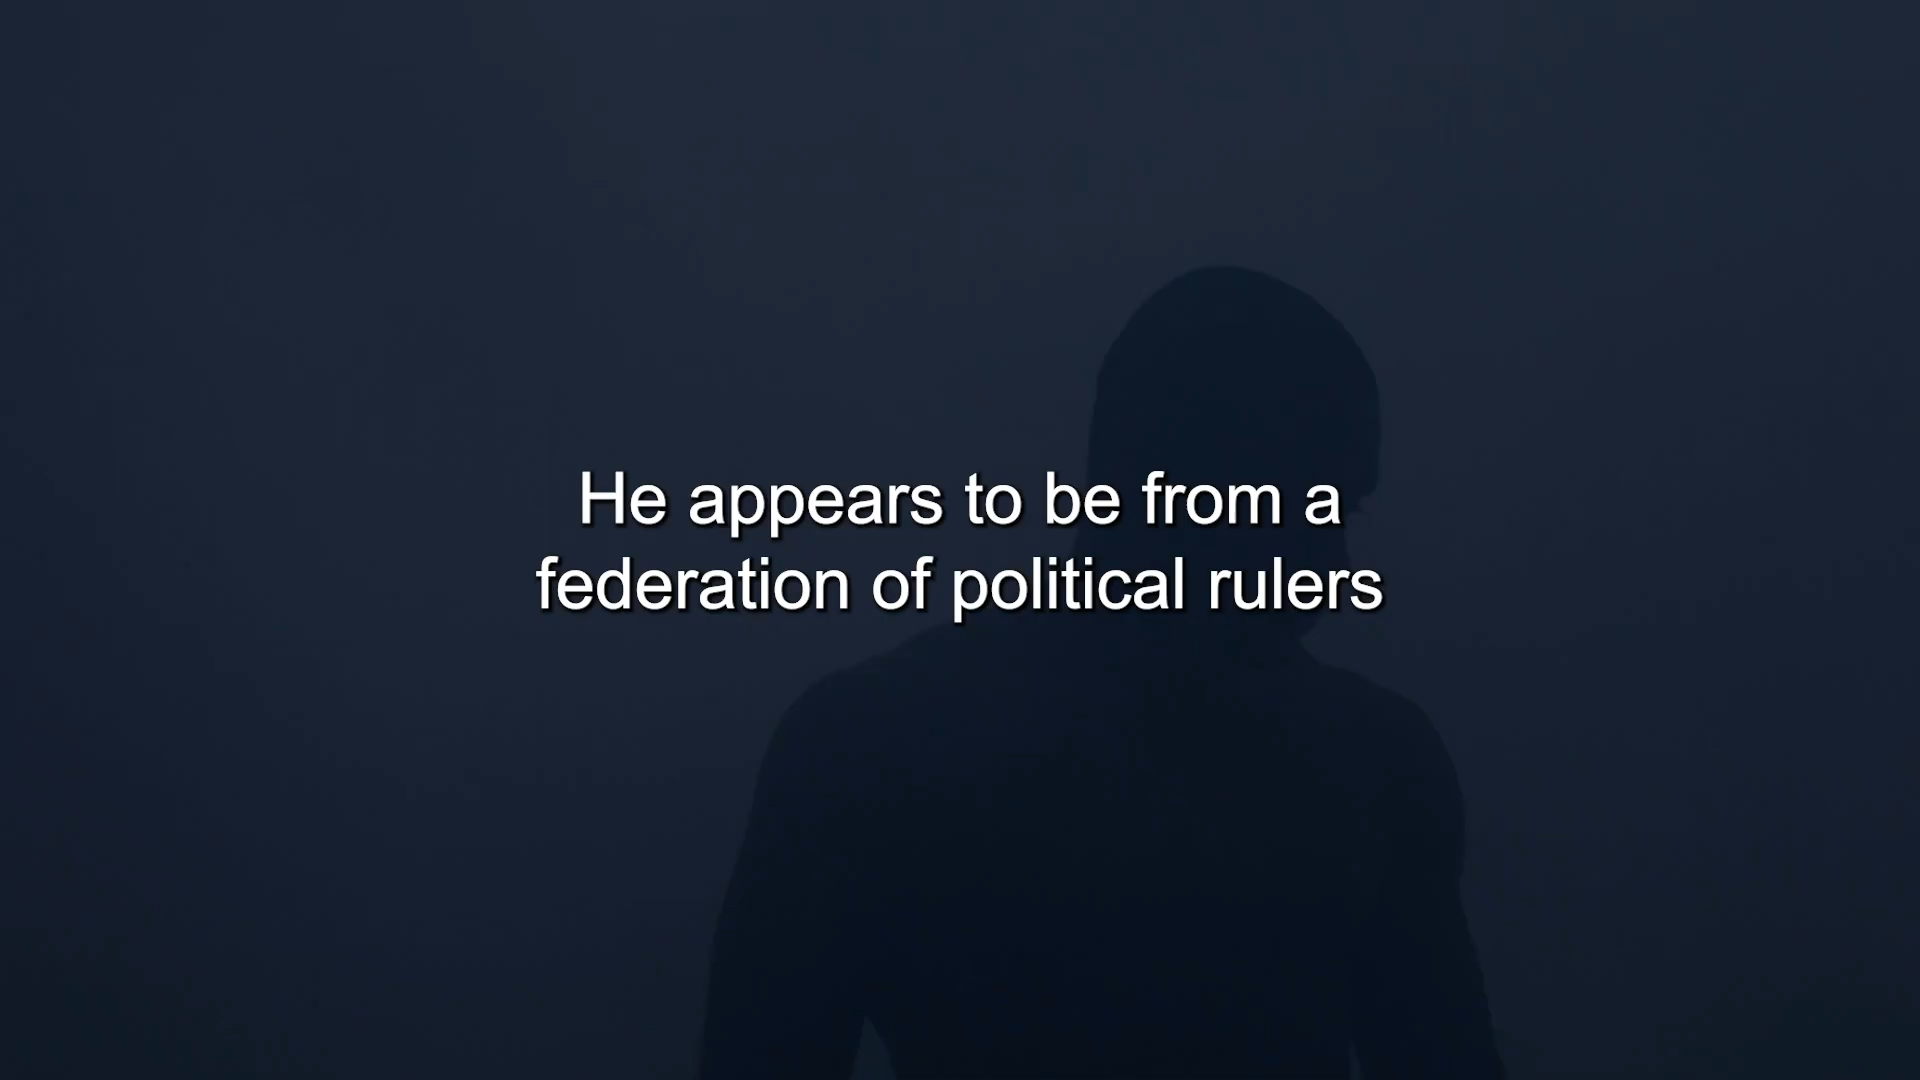 He appears to be from a
federation of political rulers